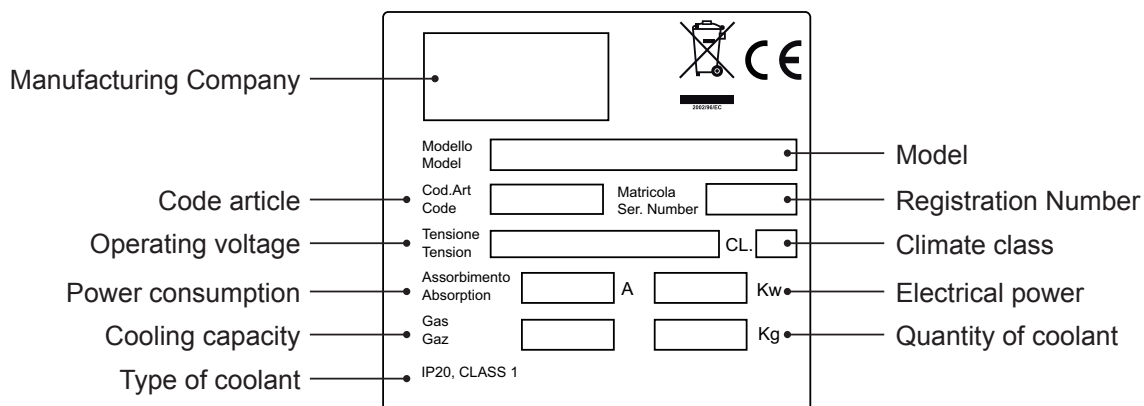 Manufacturing Company
CE
2002/96/EC
Modello
Model
Model
Code article
Cod.Art
Code
Matricola
Ser. Number
Registration Number
Operating voltage
Tensione
Tension
CL.
Climate class
Power consumption
Assorbimento
Absorption
A
Kw
Electrical power
Cooling capacity
Gas
Gaz
Kg
Quantity of coolant
Type of coolant
IP20, CLASS 1